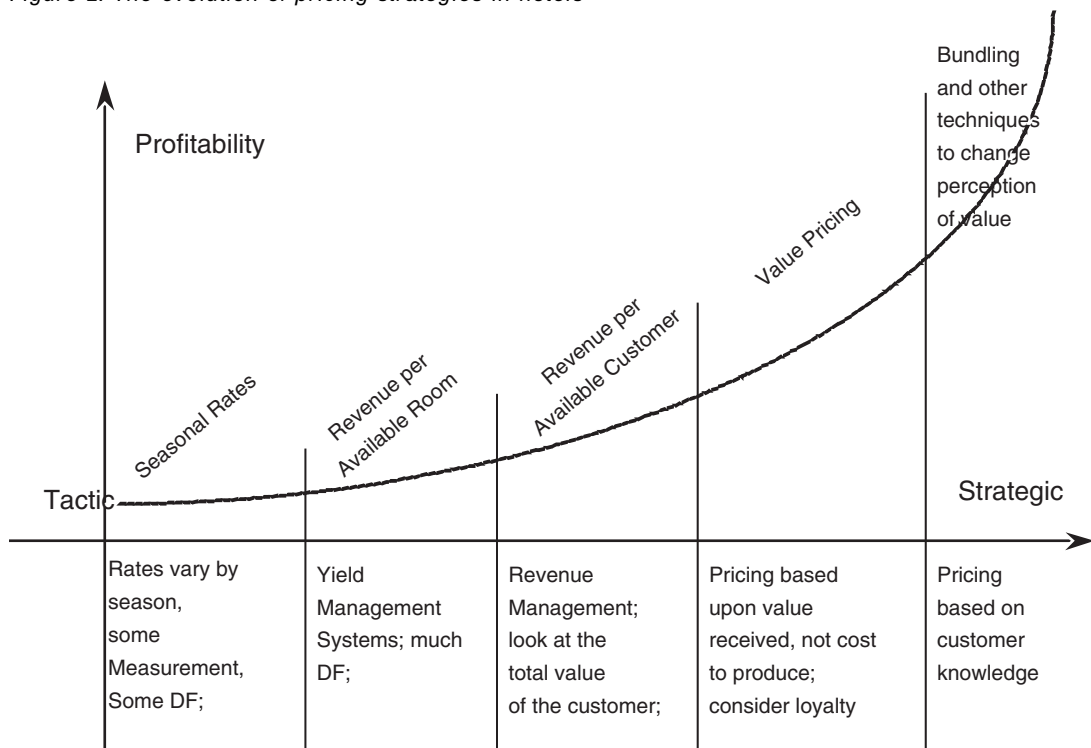 The evolution of pricing strategies in hotels
Bundling
and other
techniques
to change
perception
of value
Profitability
Value Pricing
Revenue per
Available Customer
Revenue per
Available Room
Seasonal Rates
Tactic
Strategic
Rates vary by
season,
some
Measurement,
Some DF;
Yield
Management
Systems; much
DF;
Revenue
Management;
look at the
total value
of the customer;
Pricing based
upon value
received, not cost
to produce;
consider loyalty
Pricing
based on
customer
knowledge